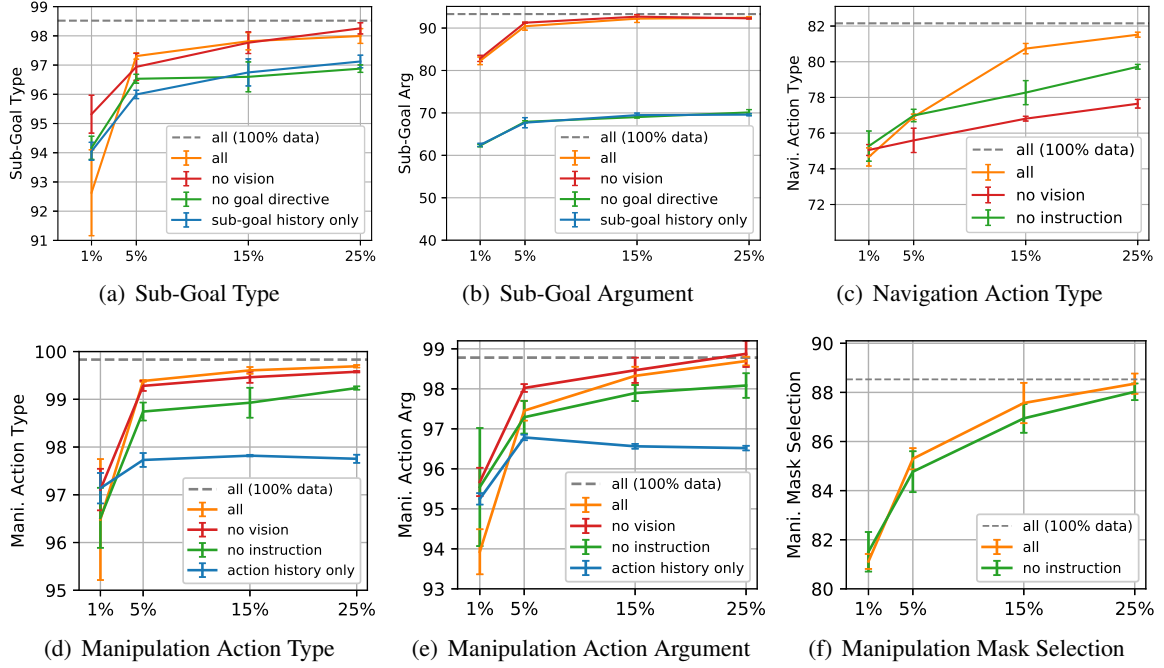 Sub-Goal Type
99
98
97
96
95
94
93
92
91
1%
5%
15%
25%
all (100% data)
all
no vision
no goal directive
sub-goal history only
(a) Sub-Goal Type
Sub-Goal Arg
90
80
70
60
50
40
1%
5%
15%
25%
all (100% data)
all
no vision
no goal directive
sub-goal history only
(b) Sub-Goal Argument
Navi. Action Type
82
80
78
76
74
72
1%
5%
15%
25%
all (100% data)
all
no vision
no instruction
(c) Navigation Action Type
Mani. Action Type
100
99
98
97
96
95
1%
5%
15%
25%
all (100% data)
all
no vision
no instruction
action history only
(d) Manipulation Action Type
Mani. Action Arg
99
98
97
96
95
94
93
1%
5%
15%
25%
all (100% data)
all
no vision
no instruction
action history only
(e) Manipulation Action Argument
Mani. Mask Selection
90
88
86
84
82
80
1%
5%
15%
25%
all (100% data)
all
no instruction
(f) Manipulation Mask Selection